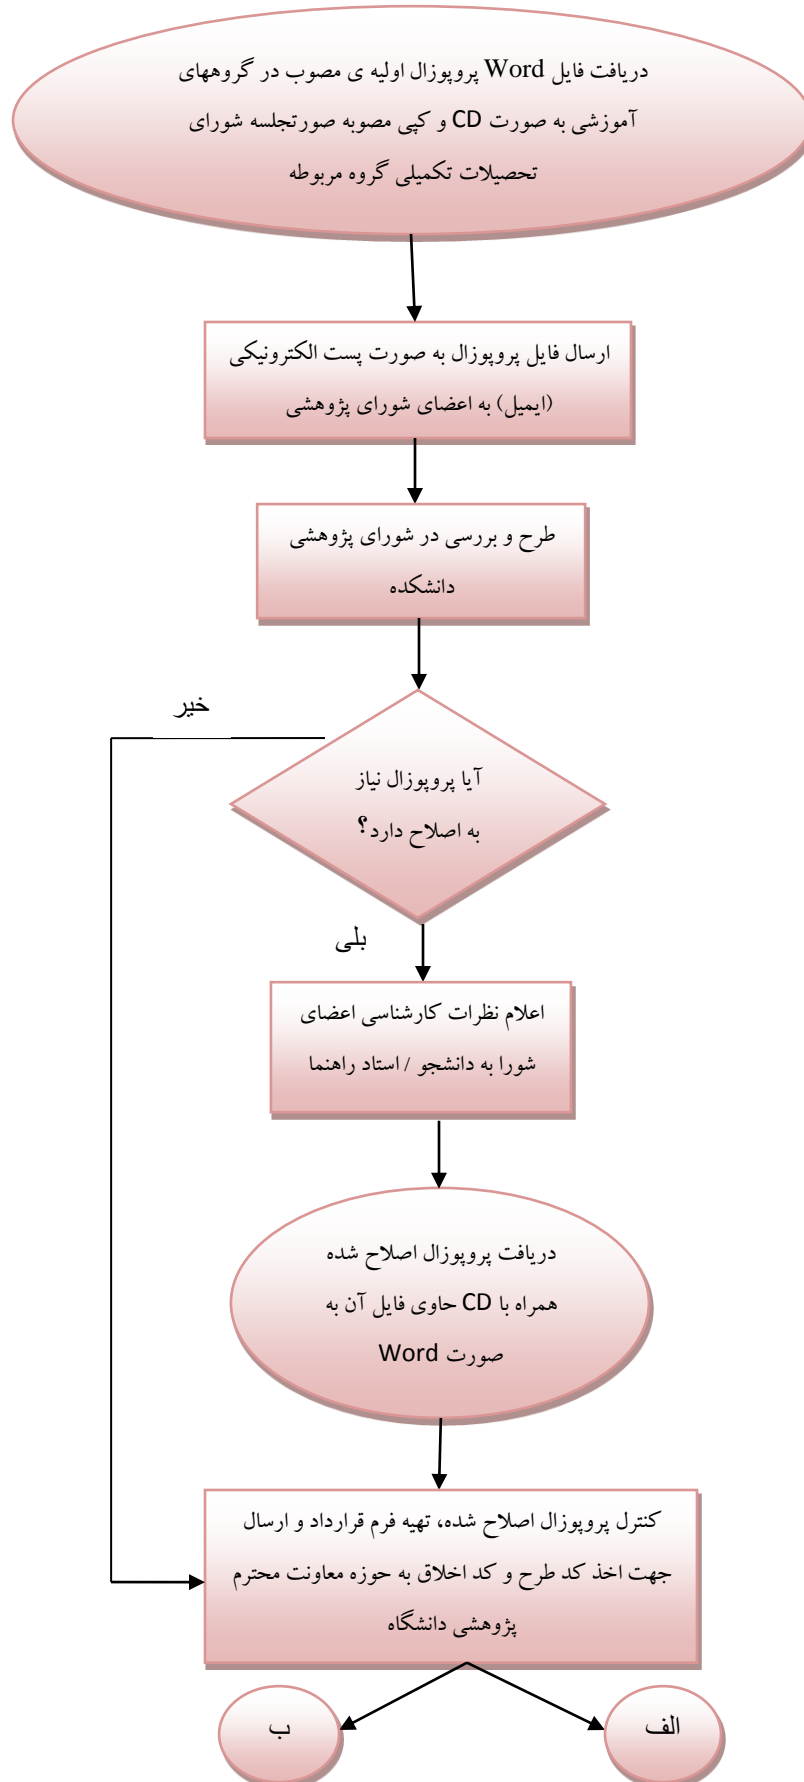 دریافت فایل Word پروپوزال اولیه ی مصوب در گروههای
آموزشی به صورت CD و کپی مصوبه صورتجلسه شورای
تحصیلات تکمیلی گروه مربوطه
ارسال فایل پروپوزال به صورت پست الکترونیکی
(ایمیل) به اعضای شورای پژوهشی
طرح و بررسی در شورای پژوهشی
دانشکده
خیر
آیا پروپوزال نیاز
به اصلاح دارد؟
بلی
اعلام نظرات کارشناسی اعضای
شورا به دانشجو / استاد راهنما
دریافت پروپوزال اصلاح شده
همراه با CD حاوی فایل آن به
صورت Word
کنترل پروپوزال اصلاح شده، تهیه فرم قرارداد و ارسال
جهت اخذ کد طرح و کد اخلاق به حوزه معاونت محترم
پژوهشی دانشگاه
الف
ب